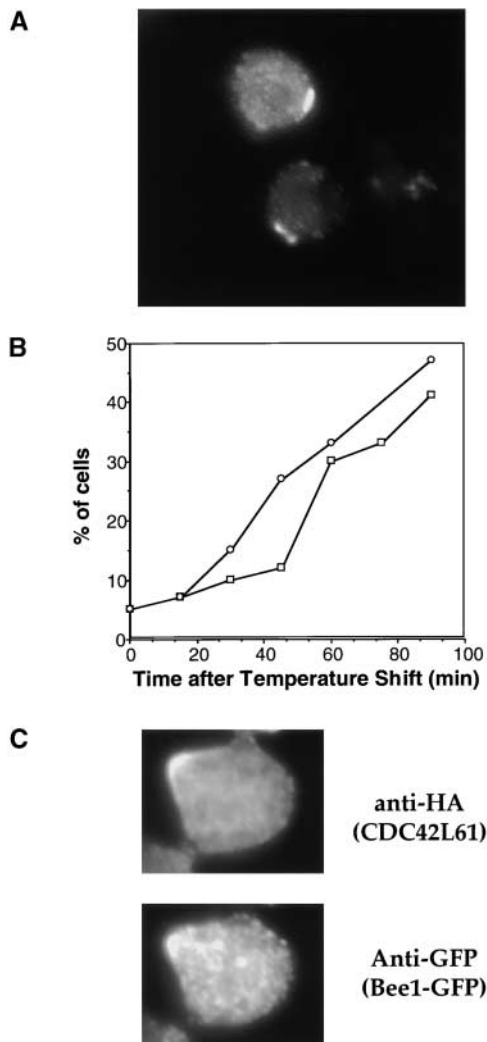 A
B
50
40
30
20
10
0
% of cells
0 20 40 60 80 100
Time after Temperature Shift (min)
C
anti-HA
(CDC42L61)
Anti-GFP
(Bee1-GFP)